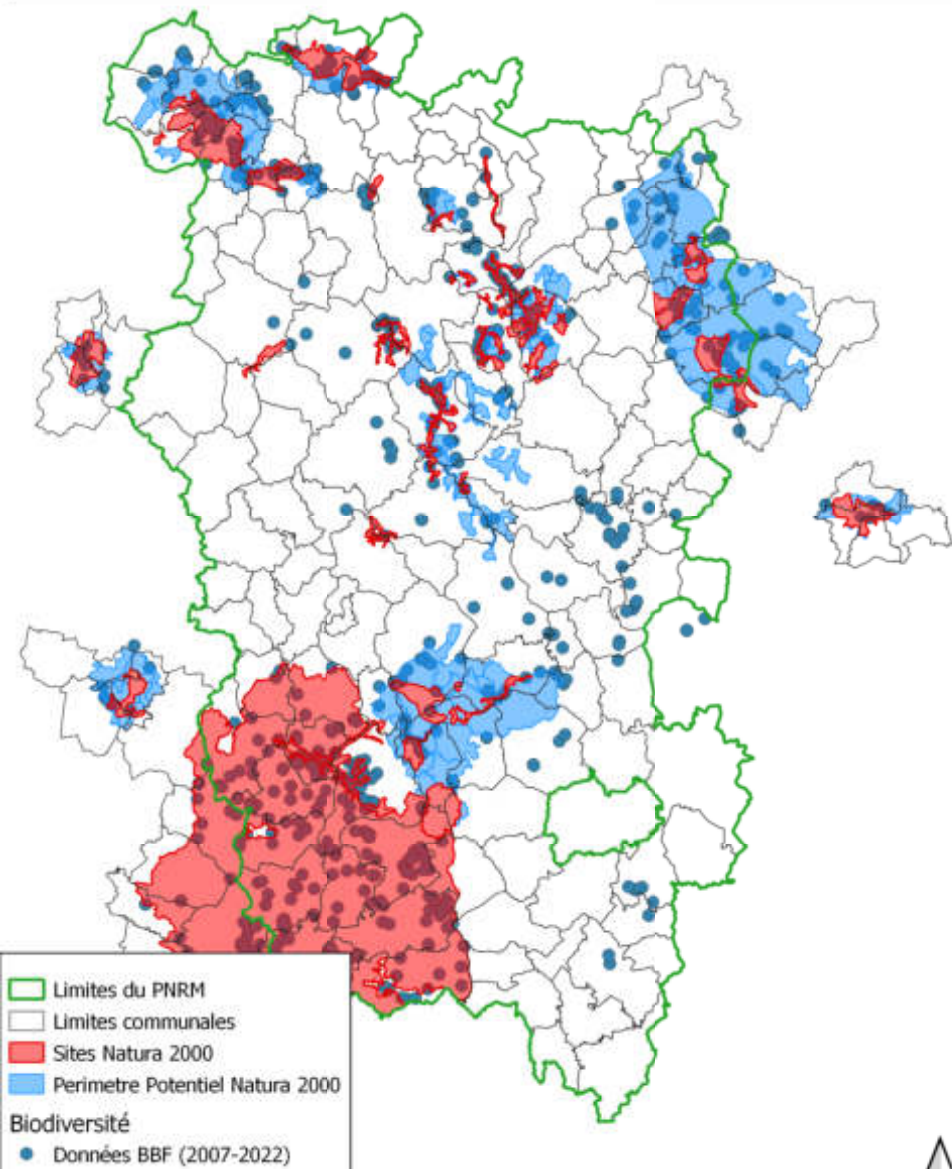 Limites du PNRM
Limites communales
Sites Natura 2000
Perimetre Potentiel Natura 2000
Biodiversité
Données BBF (2007-2022)